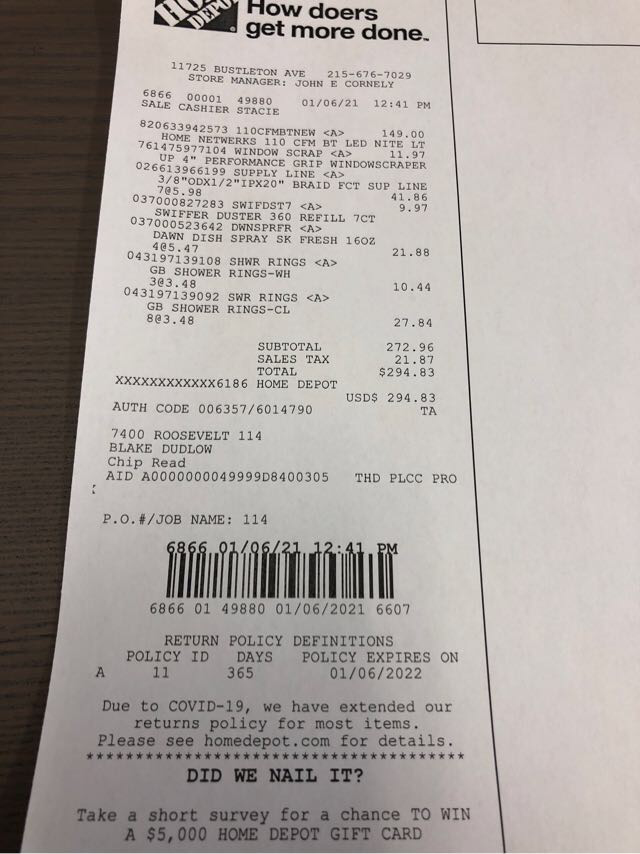 How doers
get more done.
11725 BUSTLETON AVE 215-676-7029
STORE MANAGER: JOHN E CORNELY
6866 00001 49880 01/06/21 12:41 PM
SALE CASHIER STACIE
820633942573 110CFMBTNEW <A> 149.00
HOME NETWERKS 110 CFM BT LED NITE LT
761475977104 WINDOW SCRAP <A> 11.97
UP 4" PERFORMANCE GRIP WINDOWSCRAPER
026613966199 SUPPLY LINE <A>
3/8"ODX1/2"IPX20" BRAID FCT SUP LINE
7@5.98 41.86
037000827283 SWIFDST7 <A> 9.97
SWIFFER DUSTER 360 REFILL 7CT
037000523642 DWNSPRFR <A>
DAWN DISH SPRAY SK FRESH 16OZ
4@5.47 21.88
043197139108 SHWR RINGS <A>
GB SHOWER RINGS-WH
3@3.48 10.44
043197139092 SWR RINGS <A>
GB SHOWER RINGS-CL
8@3.48 27.84
SUBTOTAL 272.96
SALES TAX 21.87
TOTAL $294.83
XXXXXXXXXXXX6186 HOME DEPOT
USD$ 294.83
AUTH CODE 006357/6014790 TA
7400 ROOSEVELT 114
BLAKE DUDLOW
Chip Read
AID A0000000049999D8400305 THD PLCC PRO
P.O.#/JOB NAME: 114
6866 01/06/21 12:41 PM
6866 01 49880 01/06/2021 6607
RETURN POLICY DEFINITIONS
POLICY ID DAYS POLICY EXPIRES ON
A 11 365 01/06/2022
Due to COVID-19, we have extended our
returns policy for most items.
Please see homedepot.com for details.
****************************************
DID WE NAIL IT?
Take a short survey for a chance TO WIN
A $5,000 HOME DEPOT GIFT CARD